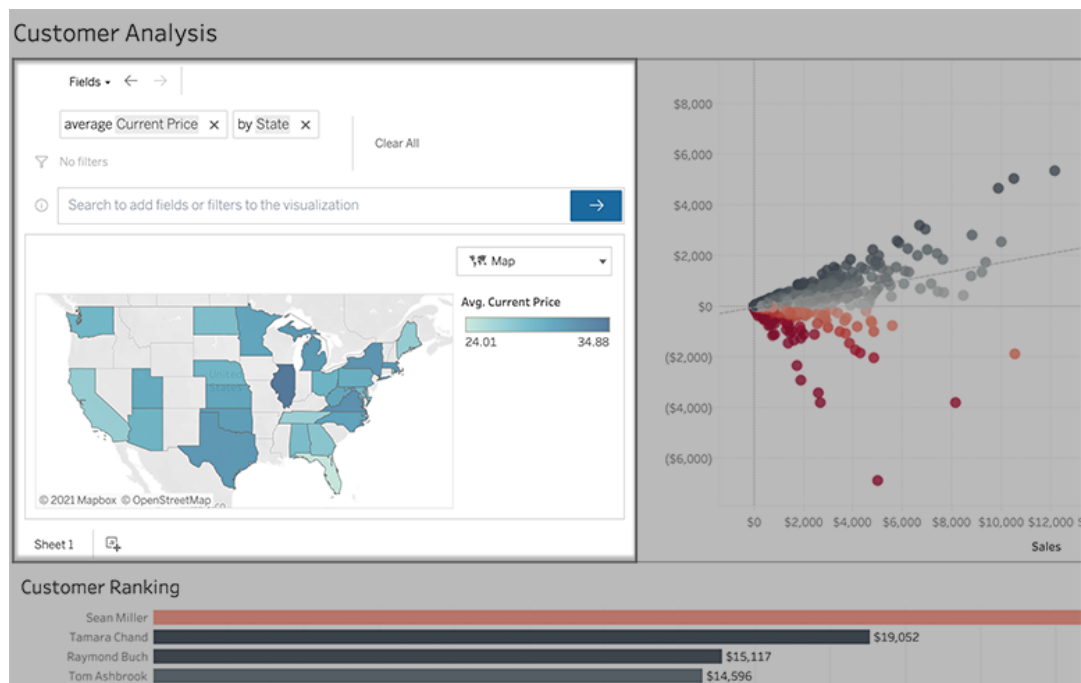 Customer Analysis
Fields
average Current Price × by State ×
Clear All
No filters
Search to add fields or filters to the visualization
Map
Avg. Current Price
24.01 34.88
United
States
© 2021 Mapbox © OpenStreetMap
Sheet 1
$8,000
$6,000
$4,000
$2,000
$0
($2,000)
($4,000)
($6,000)
$0 $2,000 $4,000 $6,000 $8,000 $10,000 $12,000
Sales
Customer Ranking
Sean Miller
Tamara Chand $19,052
Raymond Buch $15,117
Tom Ashbrook $14,596